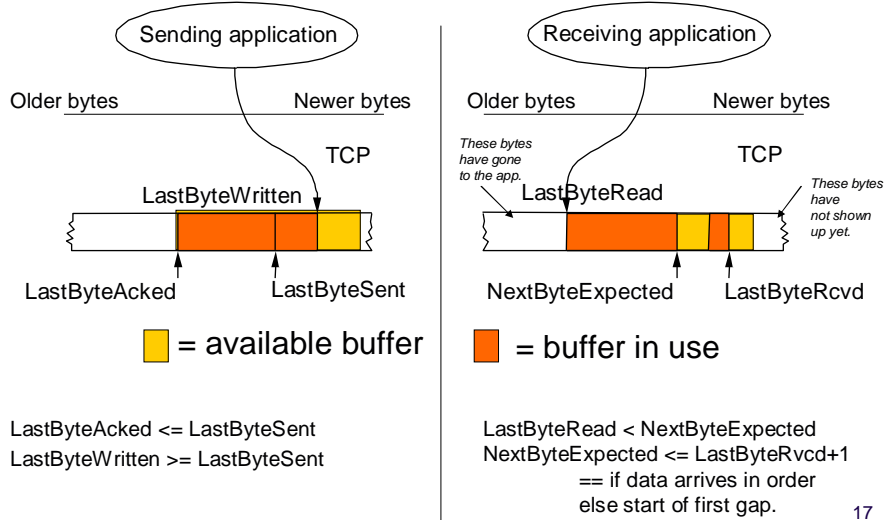 Sending application
Older bytes
Newer bytes
TCP
LastByteWritten
LastByteAcked
LastByteSent
= available buffer
LastByteAcked <= LastByteSent
LastByteWritten >= LastByteSent
Receiving application
Older bytes
Newer bytes
These bytes
have gone
to the app.
TCP
LastByteRead
These bytes
have
not shown
up yet.
NextByteExpected
LastByteRcvd
= buffer in use
LastByteRead < NextByteExpected
NextByteExpected <= LastByteRvcd+1
== if data arrives in order
else start of first gap.
17